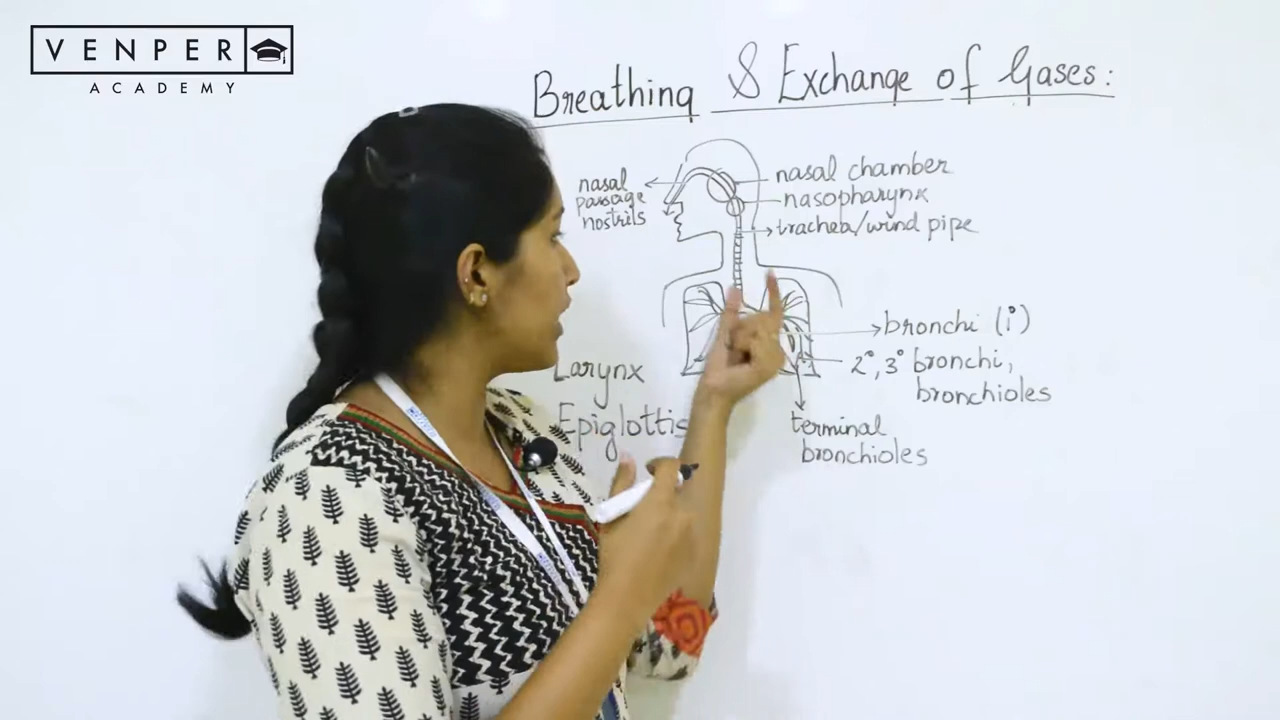 VENPER
ACADEMY
Breathing & Exchange of Gases:
nasal
passage
nostrils
nasal chamber
nasopharynx
trachea/wind pipe
bronchi (1°)
2°, 3° bronchi,
bronchioles
terminal
bronchioles
Larynx
Epiglottis